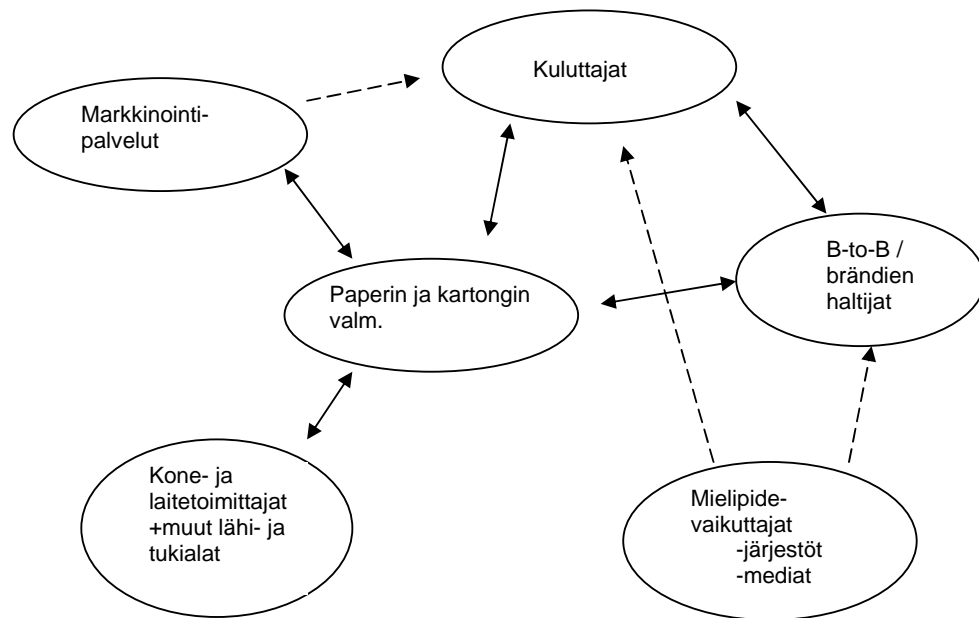 Kuluttajat
Markkinointi-
palvelut
B-to-B /
brändien
haltijat
Paperin ja kartongin
valm.
Kone- ja
laitetoimittajat
+muut lähi- ja
tukialat
Mielipide-
vaikuttajat
-järjestöt
-mediat